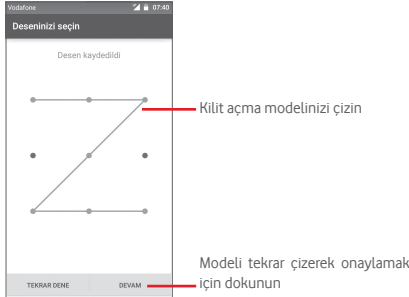 Vodafone 07:40
Deseninizi seçin
Desen kaydedildi
Kilit açma modelinizi çizin
Modeli tekrar çizerek onaylamak
için dokunun
TEKRAR DENE DEVAM